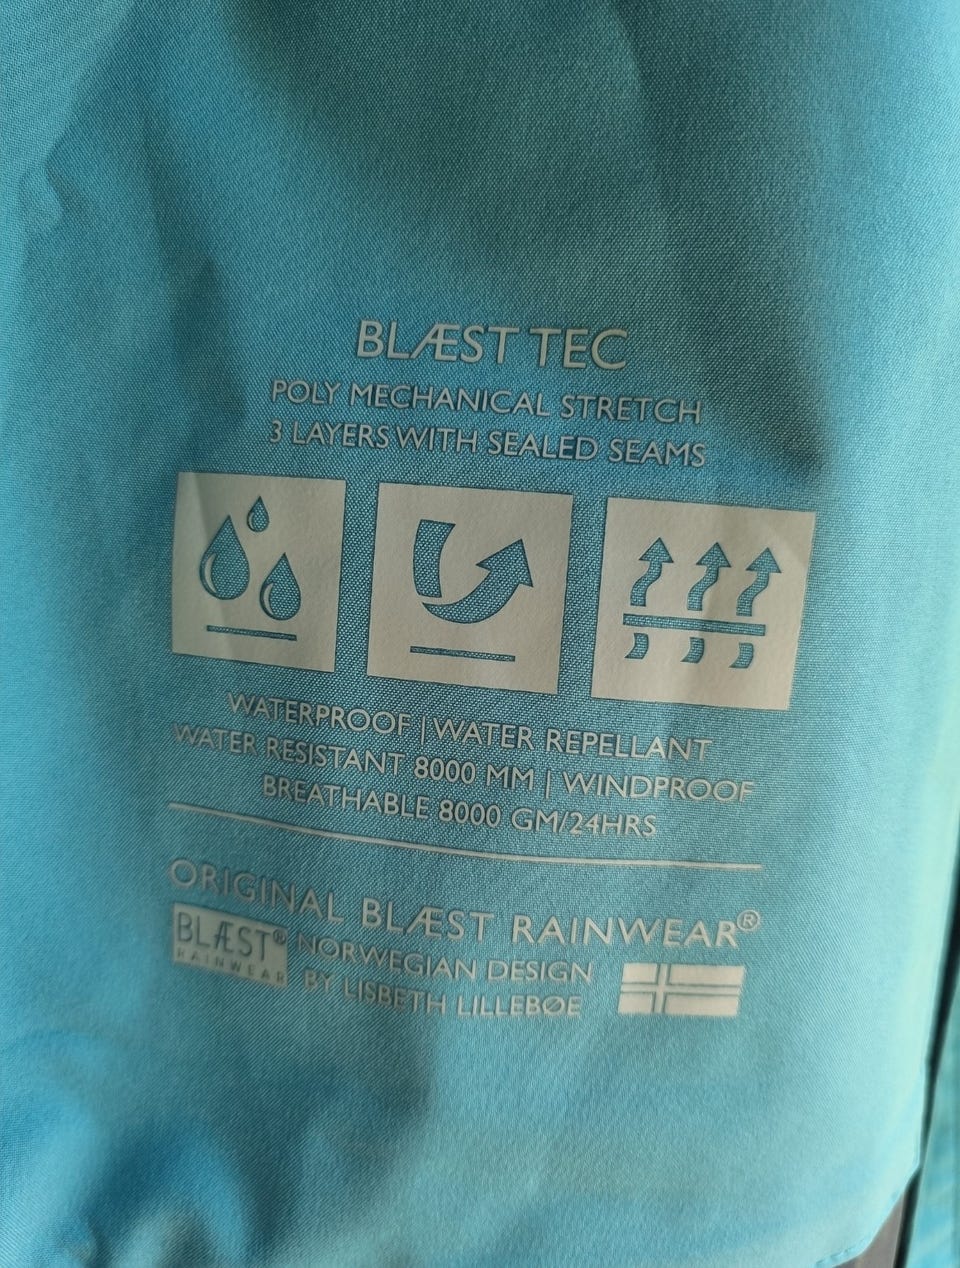 BLÆST TEC
POLY MECHANICAL STRETCH
3 LAYERS WITH SEALED SEAMS
WATERPROOF | WATER REPELLANT
WATER RESISTANT 8000 MM | WINDPROOF
BREATHABLE 8000 GM/24HRS
ORIGINAL BLÆST RAINWEAR®
BLÆST®
RAINWEAR
NORWEGIAN DESIGN
BY LISBETH LILLEBØE